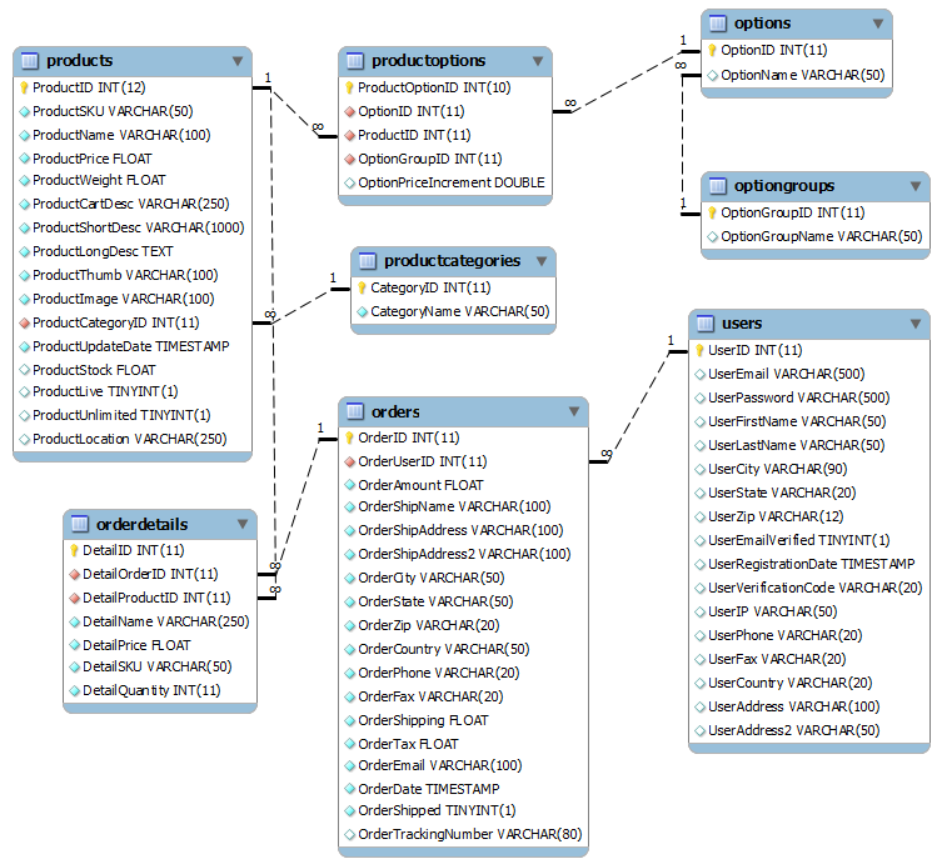 products
ProductID INT(12)
ProductSKU VARCHAR(50)
ProductName VARCHAR(100)
ProductPrice FLOAT
ProductWeight FLOAT
ProductCartDesc VARCHAR(250)
ProductShortDesc VARCHAR(1000)
ProductLongDesc TEXT
ProductThumb VARCHAR(100)
ProductImage VARCHAR(100)
ProductCategoryID INT(11)
ProductUpdateDate TIMESTAMP
ProductStock FLOAT
ProductLive TINYINT(1)
ProductUnlimited TINYINT(1)
ProductLocation VARCHAR(250)
1
∞
productoptions
ProductOptionID INT(10)
OptionID INT(11)
ProductID INT(11)
OptionGroupID INT(11)
OptionPriceIncrement DOUBLE
∞
1
options
OptionID INT(11)
OptionName VARCHAR(50)
∞
1
optiongroups
OptionGroupID INT(11)
OptionGroupName VARCHAR(50)
∞
1
productcategories
CategoryID INT(11)
CategoryName VARCHAR(50)
users
UserID INT(11)
UserEmail VARCHAR(500)
UserPassword VARCHAR(500)
UserFirstName VARCHAR(50)
UserLastName VARCHAR(50)
UserCity VARCHAR(90)
UserState VARCHAR(20)
UserZip VARCHAR(12)
UserEmailVerified TINYINT(1)
UserRegistrationDate TIMESTAMP
UserVerificationCode VARCHAR(20)
UserIP VARCHAR(50)
UserPhone VARCHAR(20)
UserFax VARCHAR(20)
UserCountry VARCHAR(20)
UserAddress VARCHAR(100)
UserAddress2 VARCHAR(50)
1
∞
orders
OrderID INT(11)
OrderUserID INT(11)
OrderAmount FLOAT
OrderShipName VARCHAR(100)
OrderShipAddress VARCHAR(100)
OrderShipAddress2 VARCHAR(100)
OrderCity VARCHAR(50)
OrderState VARCHAR(50)
OrderZip VARCHAR(20)
OrderCountry VARCHAR(50)
OrderPhone VARCHAR(20)
OrderFax VARCHAR(20)
OrderShipping FLOAT
OrderTax FLOAT
OrderEmail VARCHAR(100)
OrderDate TIMESTAMP
OrderShipped TINYINT(1)
OrderTrackingNumber VARCHAR(80)
1
∞
∞
orderdetails
DetailID INT(11)
DetailOrderID INT(11)
DetailProductID INT(11)
DetailName VARCHAR(250)
DetailPrice FLOAT
DetailSKU VARCHAR(50)
DetailQuantity INT(11)